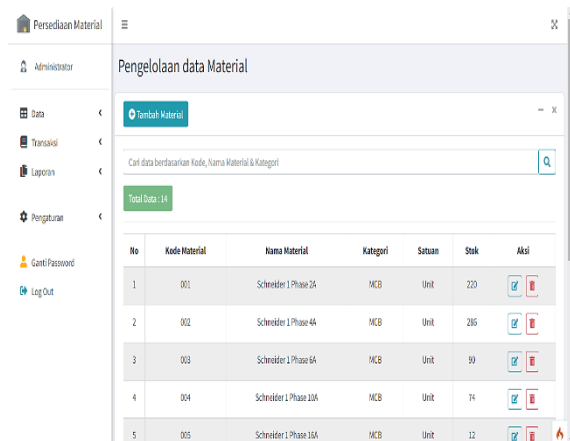 Persediaan Material
Administrator
Data
Transaksi
Laporan
Pengaturan
Ganti Password
Log Out
Pengelolaan data Material
Tambah Material
Cari data berdasarkan Kode, Nama Material & Kategori
Total Data : 14
No Kode Material Nama Material Kategori Satuan Stok Aksi
1 001 Schneider 1 Phase 2A MCB Unit 220
2 002 Schneider 1 Phase 4A MCB Unit 286
3 003 Schneider 1 Phase 6A MCB Unit 90
4 004 Schneider 1 Phase 10A MCB Unit 74
5 005 Schneider 1 Phase 16A MCB Unit 12